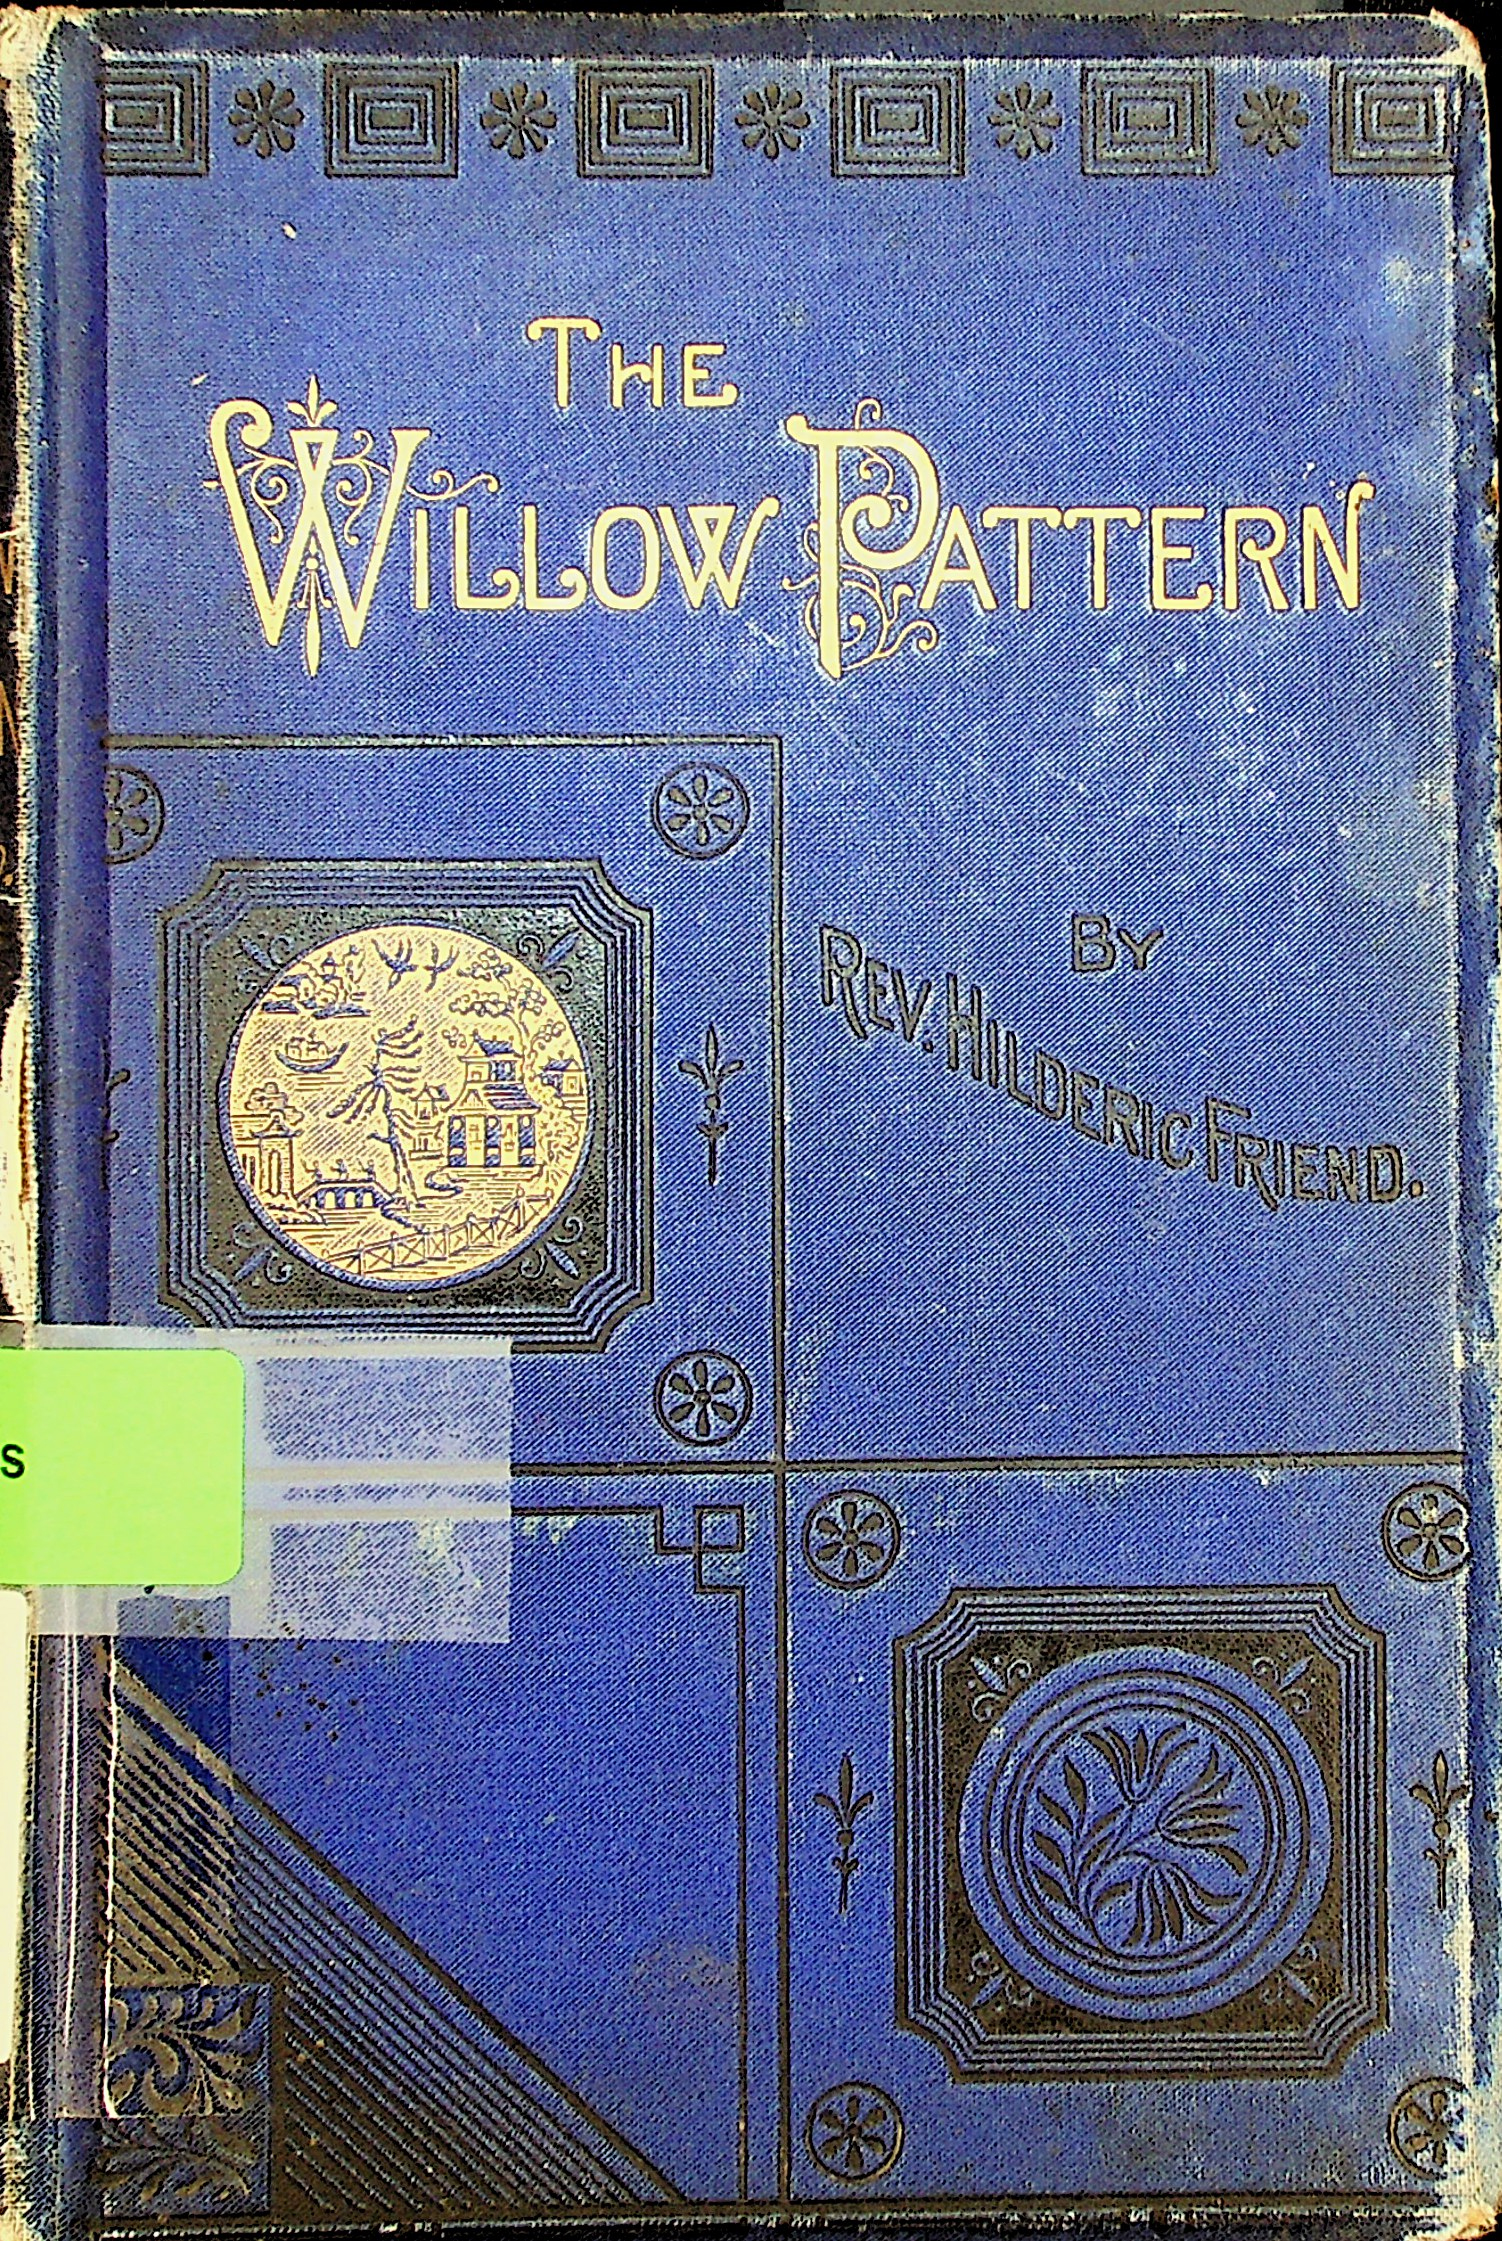 THE
WILLOW PATTERN
BY
REV. HILDERIC FRIEND.
S